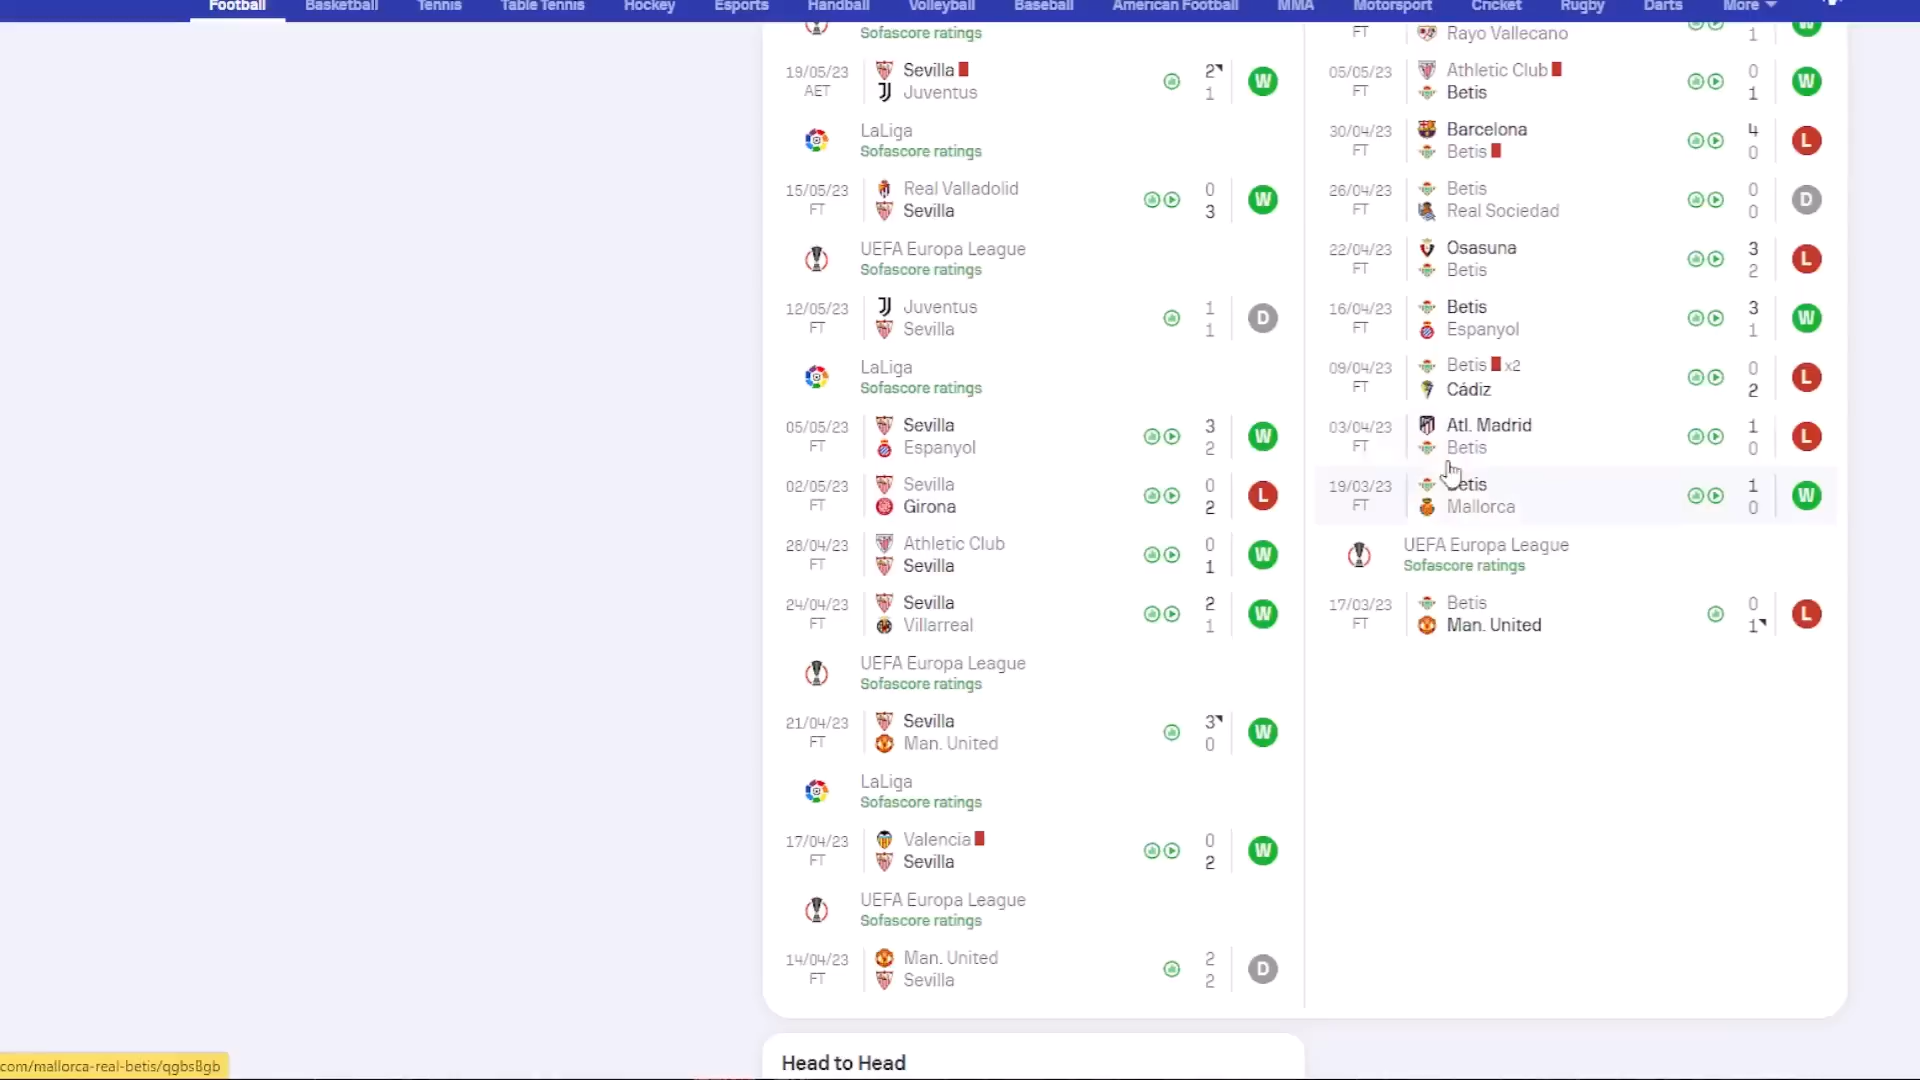 Football Basketball Tennis Table Tennis Hockey Esports Handball Volleyball Baseball American Football MMA Motorsport Cricket Rugby Darts More
Sofascore ratings
19/05/23 Sevilla 2
AET Juventus 1 W
LaLiga
Sofascore ratings
15/05/23 Real Valladolid 0
FT Sevilla 3 W
UEFA Europa League
Sofascore ratings
12/05/23 Juventus 1
FT Sevilla 1 D
LaLiga
Sofascore ratings
05/05/23 Sevilla 3
FT Espanyol 2 W
02/05/23 Sevilla 0
FT Girona 2 L
28/04/23 Athletic Club 0
FT Sevilla 1 W
24/04/23 Sevilla 2
FT Villarreal 1 W
UEFA Europa League
Sofascore ratings
21/04/23 Sevilla 3
FT Man. United 0 W
LaLiga
Sofascore ratings
17/04/23 Valencia 0
FT Sevilla 2 W
UEFA Europa League
Sofascore ratings
14/04/23 Man. United 2
FT Sevilla 2 D
FT Rayo Vallecano 1 W
05/05/23 Athletic Club 0
FT Betis 1 W
30/04/23 Barcelona 4
FT Betis 0 L
26/04/23 Betis 0
FT Real Sociedad 0 D
22/04/23 Osasuna 3
FT Betis 2 L
16/04/23 Betis 3
FT Espanyol 1 W
09/04/23 Betis x2 0
FT Cádiz 2 L
03/04/23 Atl. Madrid 1
FT Betis 0 L
19/03/23 Betis 1
FT Mallorca 0 W
UEFA Europa League
Sofascore ratings
17/03/23 Betis 0
FT Man. United 1 L
Head to Head
com/mallorca-real-betis/qgbsBgb